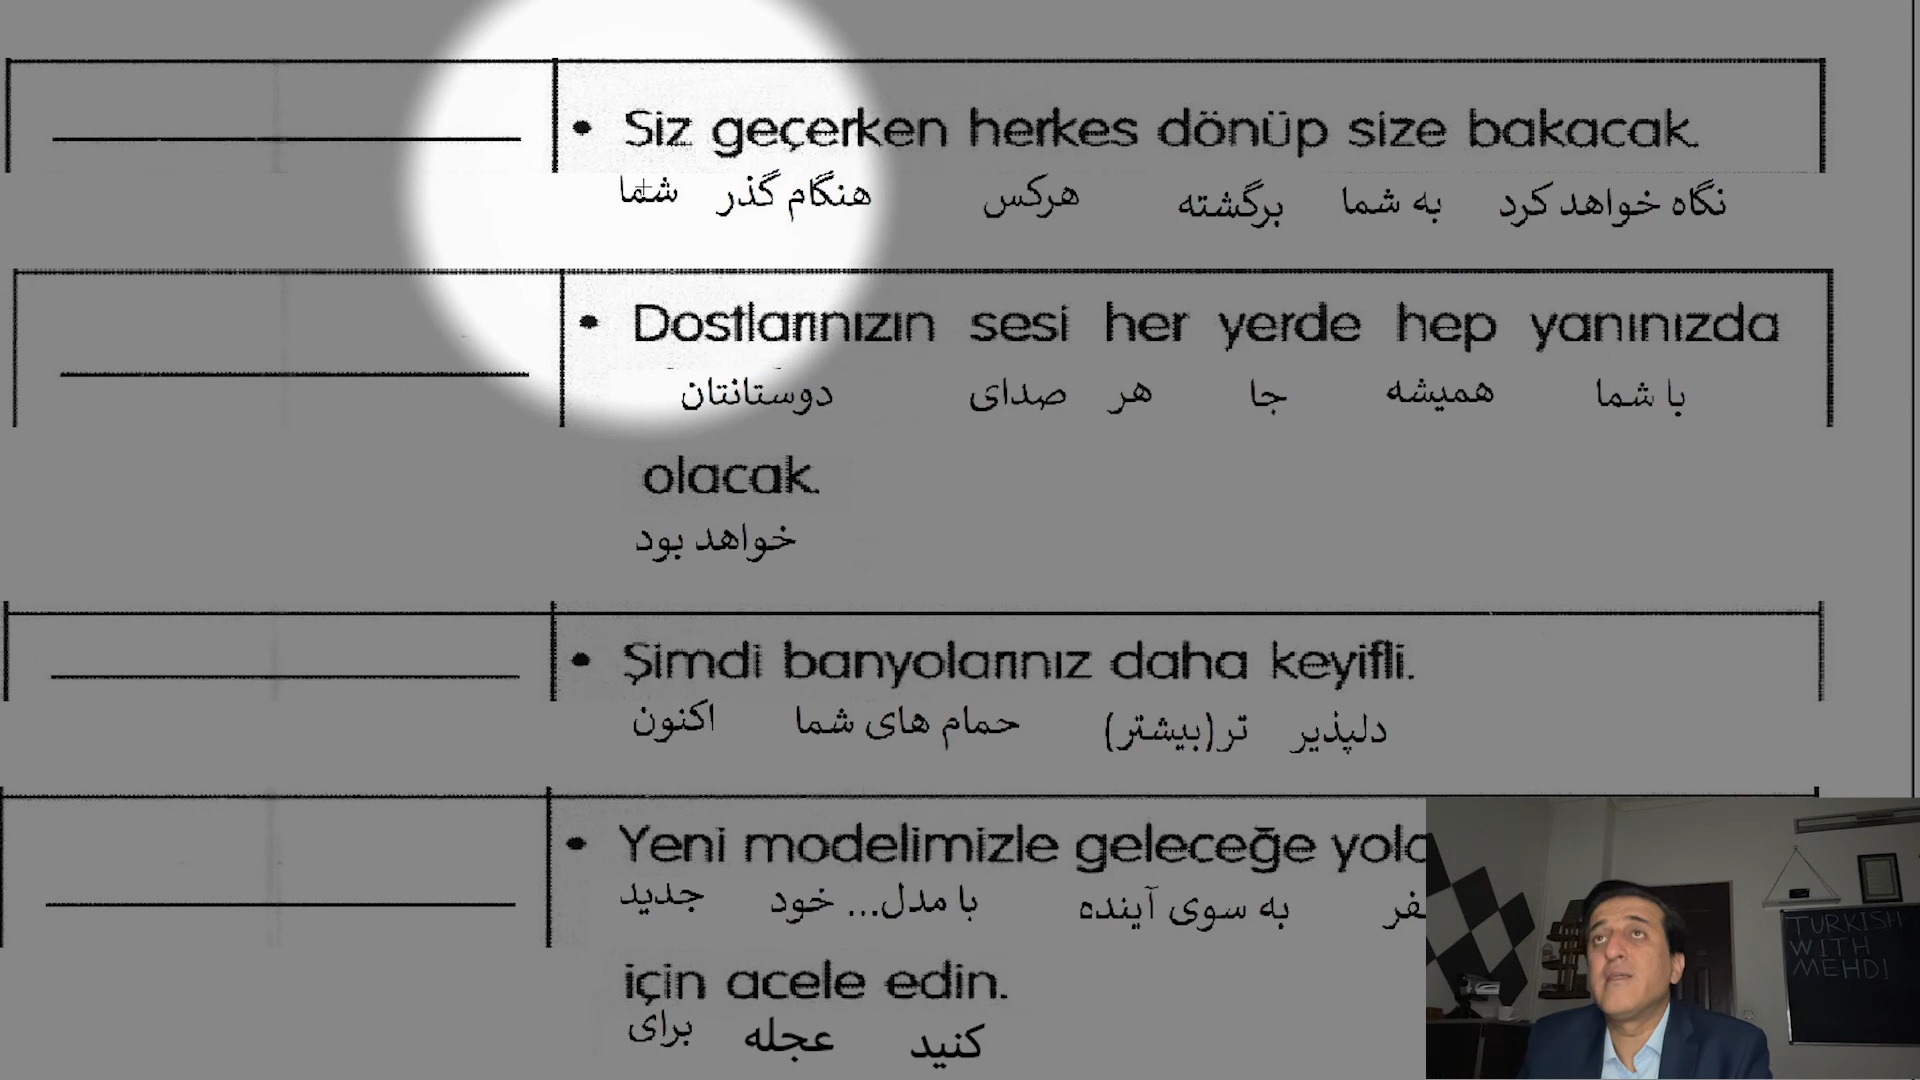 • Siz geçerken herkes dönüp size bakacak.
شما هنگام گذر هرکس برگشته به شما نگاه خواهد کرد
• Dostlarınızın sesi her yerde hep yanınızda
دوستانتان صدای هر جا همیشه با شما
olacak.
خواهد بود
• Şimdi banyolarınız daha keyifli.
اکنون حمام های شما تر(بیشتر) دلپذیر
• Yeni modelimizle geleceğe
جدید با مدل... خود به سوی آینده
için acele edin.
برای عجله کنید
TURKISH
WITH
MEHDI